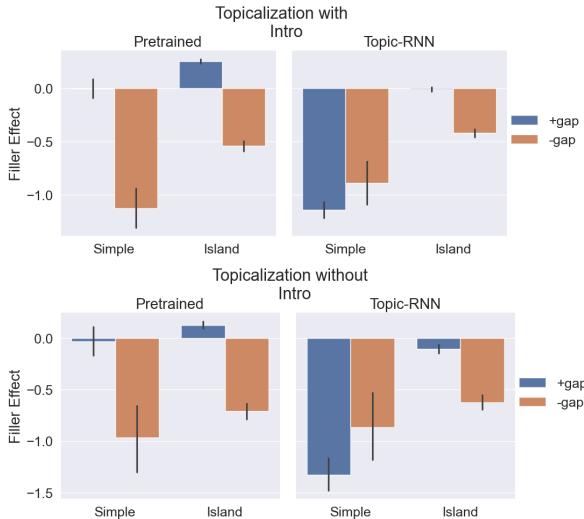 Topicalization with
Intro
Pretrained
Topic-RNN
0.0
−0.5
−1.0
Filler Effect
Simple
Island
Simple
Island
+gap
-gap
Topicalization without
Intro
Pretrained
Topic-RNN
0.0
−0.5
−1.0
−1.5
Filler Effect
Simple
Island
Simple
Island
+gap
-gap